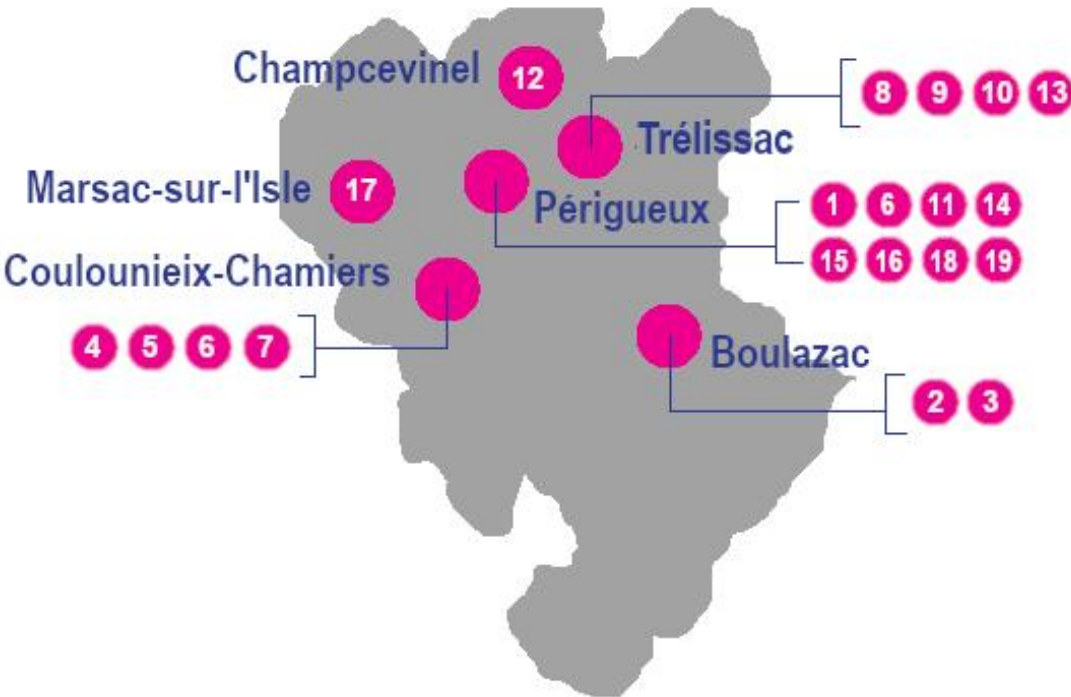 Champcevinel
12
8 9 10 13
Trélissac
Marsac-sur-l'Isle
17
Périgueux
1 6 11 14
15 16 18 19
Coulounieix-Chamiers
4 5 6 7
Boulazac
2 3